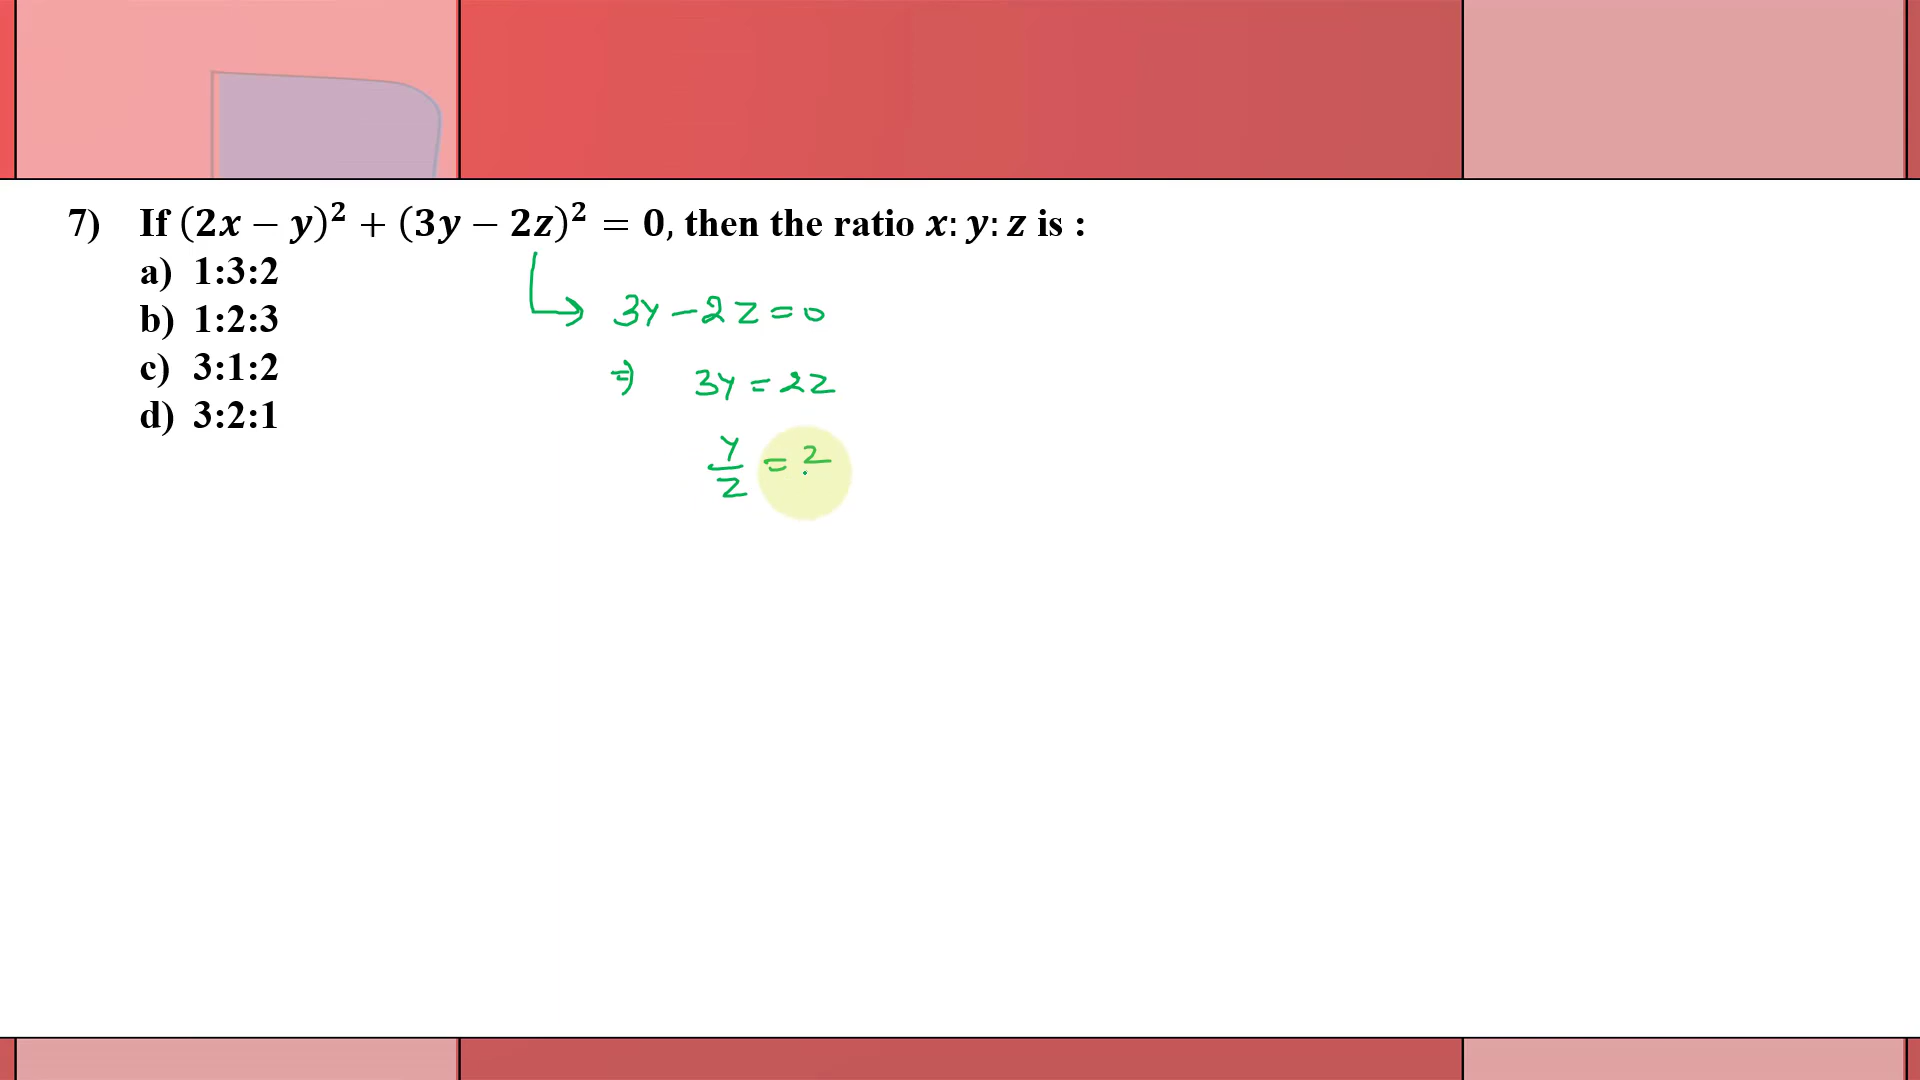 7) If (2x − y)² + (3y − 2z)² = 0, then the ratio x: y: z is :
a) 1:3:2
b) 1:2:3
c) 3:1:2
d) 3:2:1
3y − 2z = 0
⇒ 3y = 2z
y/z = 2